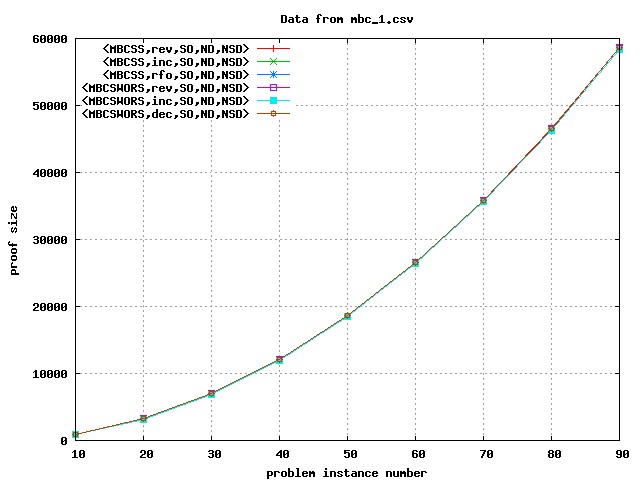 Data from mbc_1.csv
60000
50000
40000
30000
20000
10000
0
proof size
<MBCSS,rev,SO,ND,NSD>
<MBCSS,inc,SO,ND,NSD>
<MBCSS,rfo,SO,ND,NSD>
<MBCSWORS,rev,SO,ND,NSD>
<MBCSWORS,inc,SO,ND,NSD>
<MBCSWORS,dec,SO,ND,NSD>
10 20 30 40 50 60 70 80 90
problem instance number